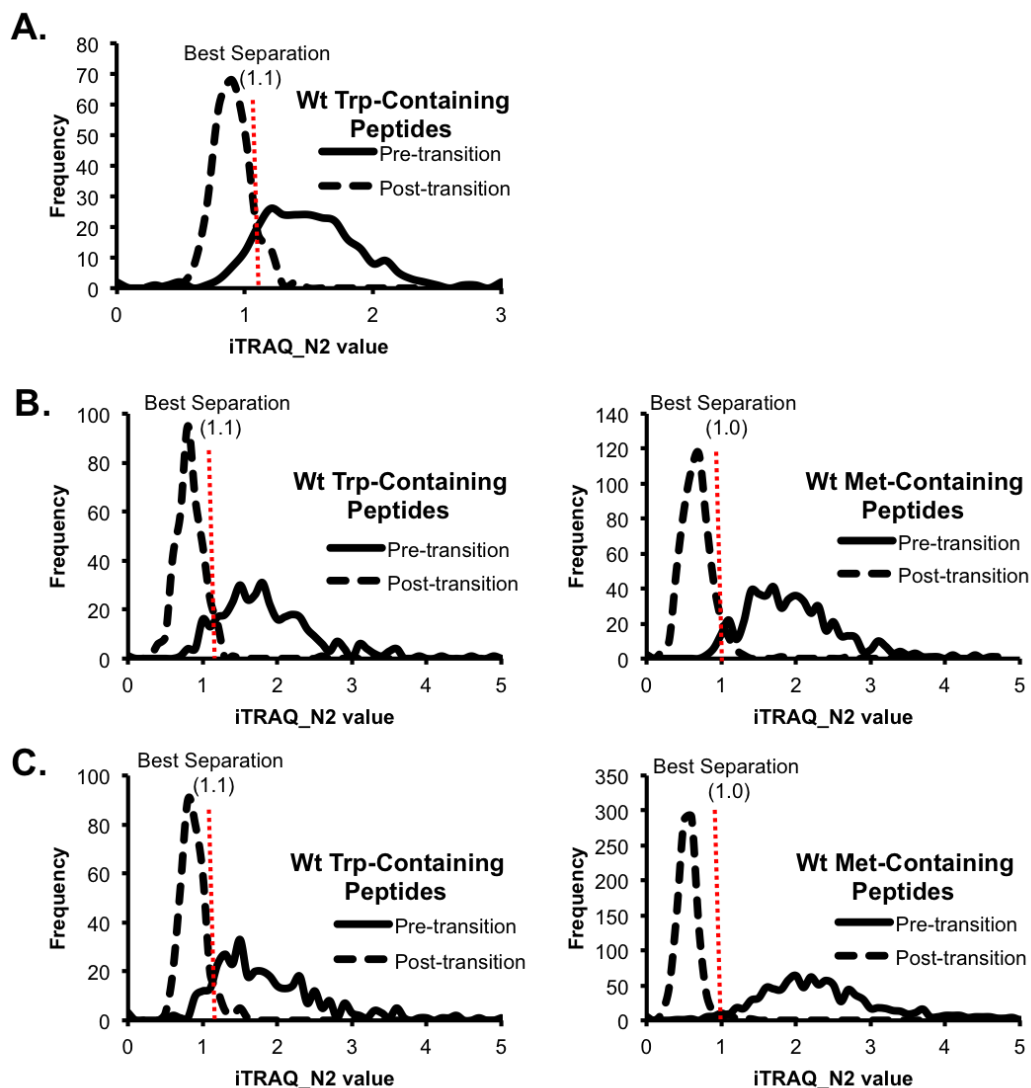 A.
Best Separation
(1.1)
Wt Trp-Containing
Peptides
Pre-transition
Post-transition
80
70
60
50
40
30
20
10
0
Frequency
0 1 2 3
iTRAQ_N2 value
B.
Best Separation
(1.1)
Wt Trp-Containing
Peptides
Pre-transition
Post-transition
100
80
60
40
20
0
Frequency
0 1 2 3 4 5
iTRAQ_N2 value
Best Separation
(1.0)
Wt Met-Containing
Peptides
Pre-transition
Post-transition
140
120
100
80
60
40
20
0
Frequency
0 1 2 3 4 5
iTRAQ_N2 value
C.
Best Separation
(1.1)
Wt Trp-Containing
Peptides
Pre-transition
Post-transition
100
80
60
40
20
0
Frequency
0 1 2 3 4 5
iTRAQ_N2 value
Best Separation
(1.0)
Wt Met-Containing
Peptides
Pre-transition
Post-transition
350
300
250
200
150
100
50
0
Frequency
0 1 2 3 4 5
iTRAQ_N2 value